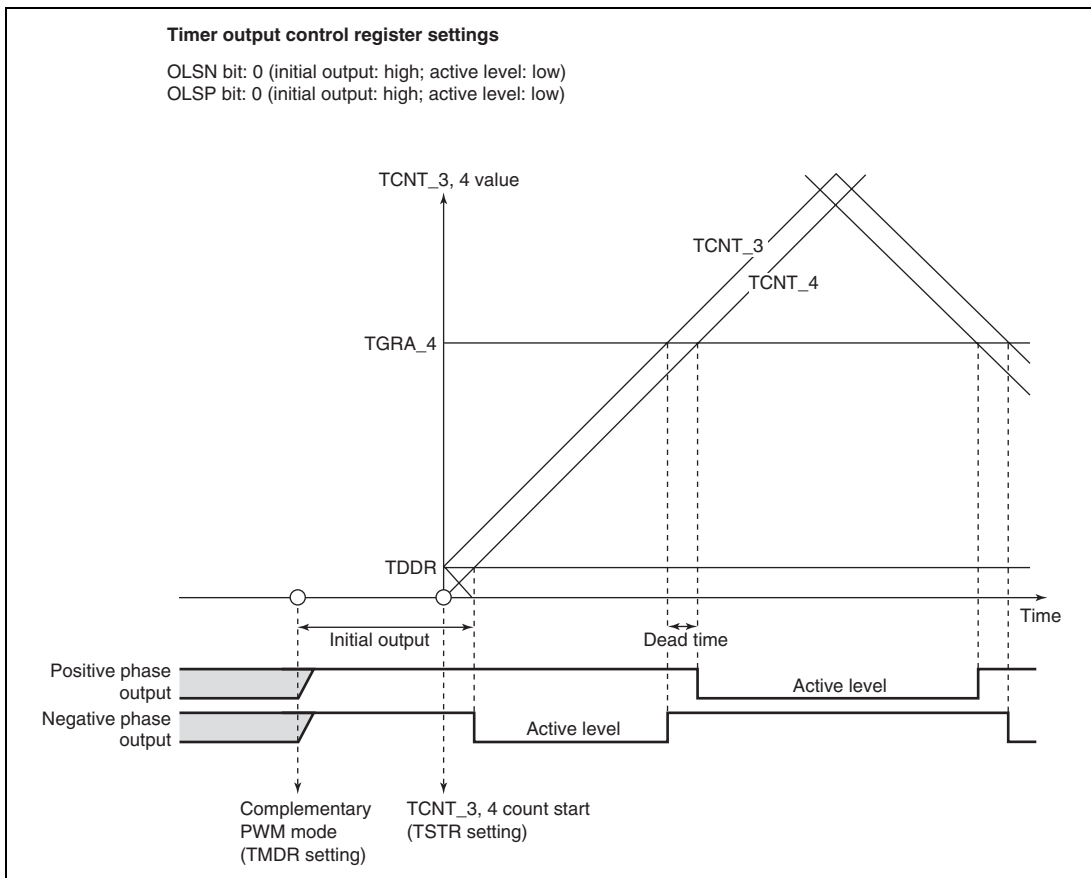 Timer output control register settings
OLSN bit: 0 (initial output: high; active level: low)
OLSP bit: 0 (initial output: high; active level: low)
TCNT_3, 4 value
TCNT_3
TCNT_4
TGRA_4
TDDR
Time
Initial output
Dead time
Positive phase
output
Active level
Negative phase
output
Active level
Complementary
PWM mode
(TMDR setting)
TCNT_3, 4 count start
(TSTR setting)